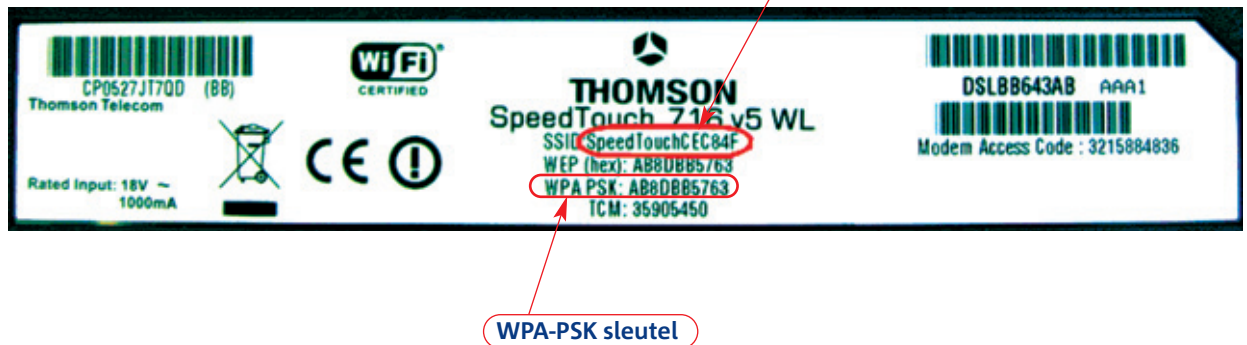 CP0527JT7QD (BB)
Thomson Telecom
Rated Input: 18V ~
1000mA
Wi Fi
CERTIFIED
CE
THOMSON
SpeedTouch 716 v5 WL
SSID: SpeedTouchCEC84F
WEP (hex): AB8DBB5763
WPA PSK: AB8DBB5763
TCM: 35905450
DSLBB643AB AAA1
Modem Access Code : 3215884836
WPA-PSK sleutel